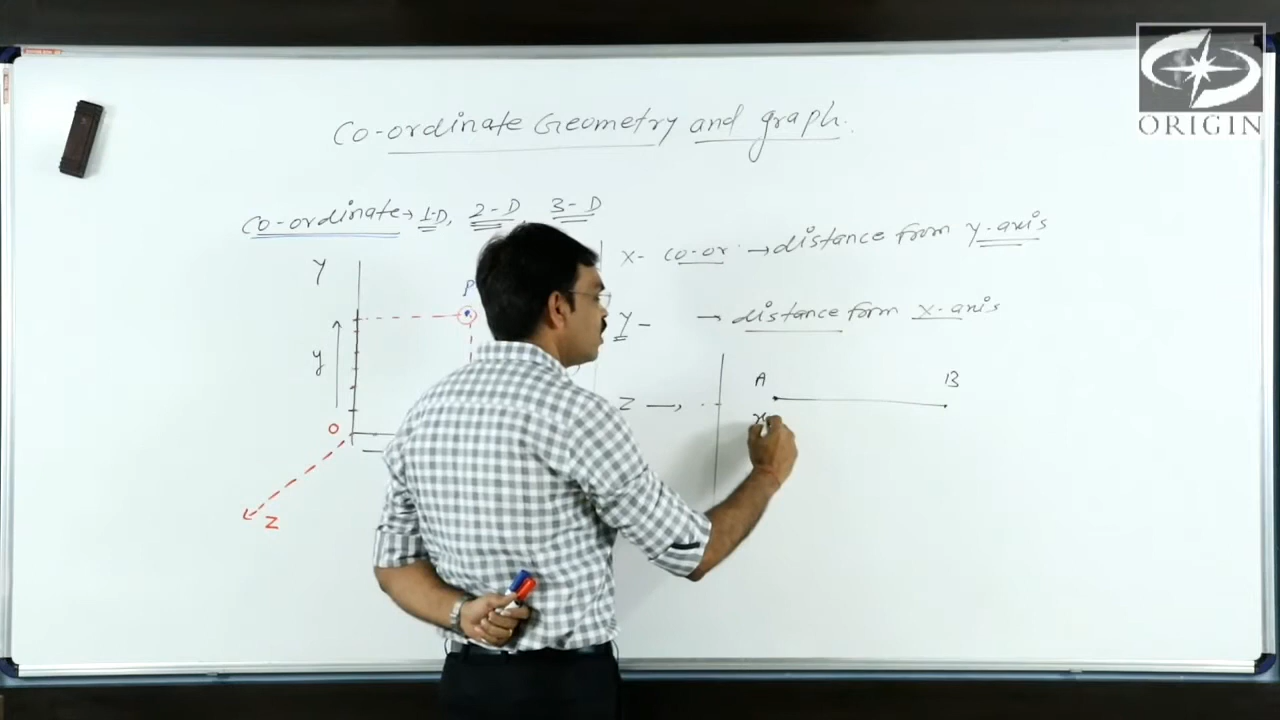 ORIGIN
Co-ordinate Geometry and graph.
Co-ordinate → 1-D, 2-D, 3-D
X- co-or. → distance from y-axis
Y- → distance form x-axis
Z →
Y
P
y
O
Z
A B
x